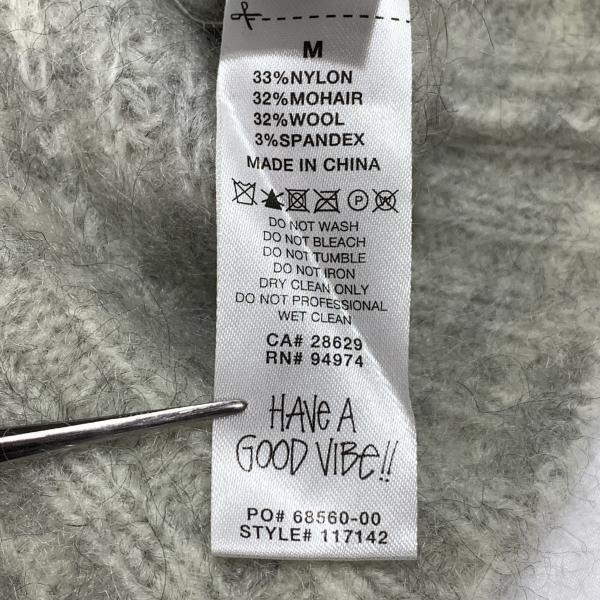 M
33%NYLON
32%MOHAIR
32%WOOL
3%SPANDEX
MADE IN CHINA
P W
DO NOT WASH
DO NOT BLEACH
DO NOT TUMBLE
DO NOT IRON
DRY CLEAN ONLY
DO NOT PROFESSIONAL
WET CLEAN
CA# 28629
RN# 94974
HAVE A
GOOD VIBE!!
PO# 68560-00
STYLE# 117142